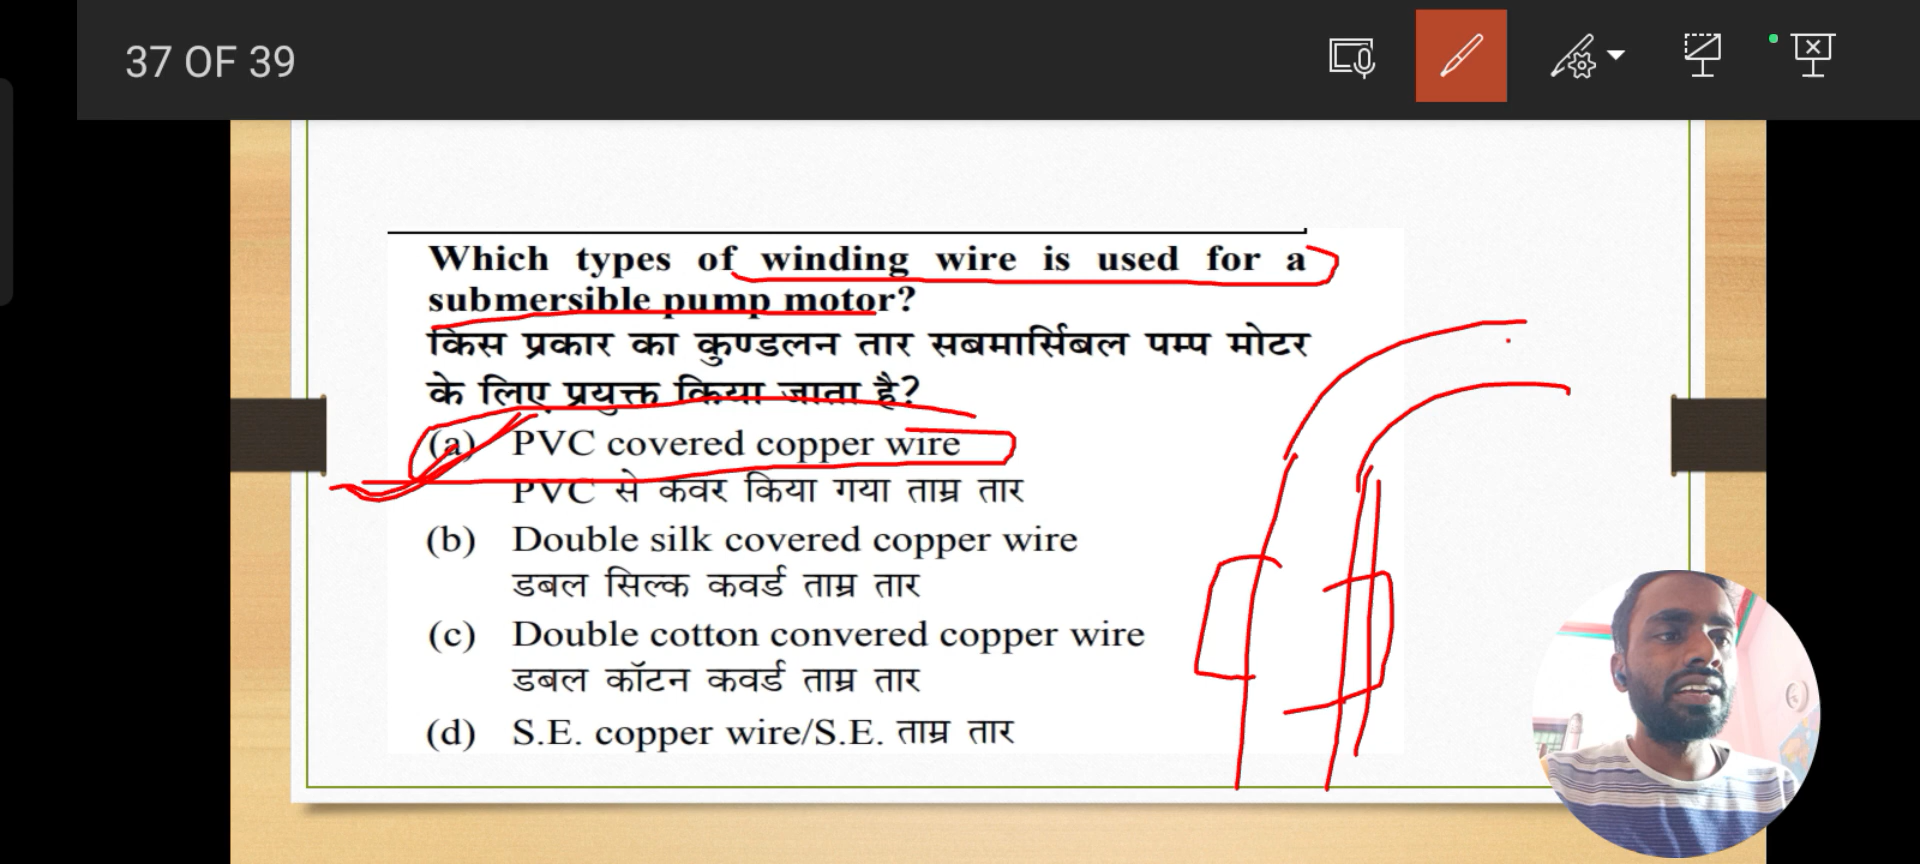 37 OF 39
Which types of winding wire is used for a
submersible pump motor?
किस प्रकार का कुण्डलन तार सबमार्सिबल पम्प मोटर
के लिए प्रयुक्त किया जाता है?
(a) PVC covered copper wire
PVC से कवर किया गया ताम्र तार
(b) Double silk covered copper wire
डबल सिल्क कवर्ड ताम्र तार
(c) Double cotton convered copper wire
डबल कॉटन कवर्ड ताम्र तार
(d) S.E. copper wire/S.E. ताम्र तार